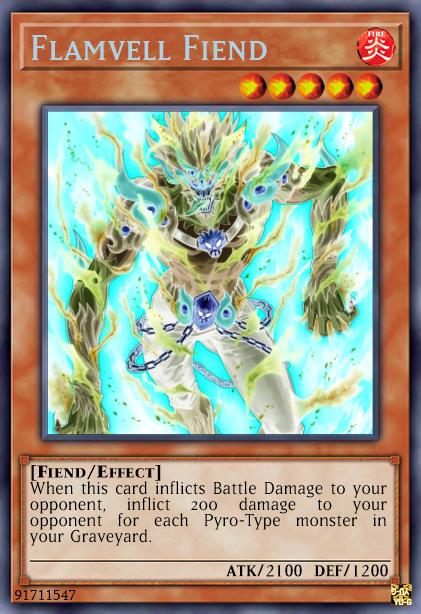 Flamvell Fiend
FIRE
炎
[Fiend/Effect]
When this card inflicts Battle Damage to your
opponent, inflict 200 damage to your
opponent for each Pyro-Type monster in
your Graveyard.
ATK/2100 DEF/1200
91711547